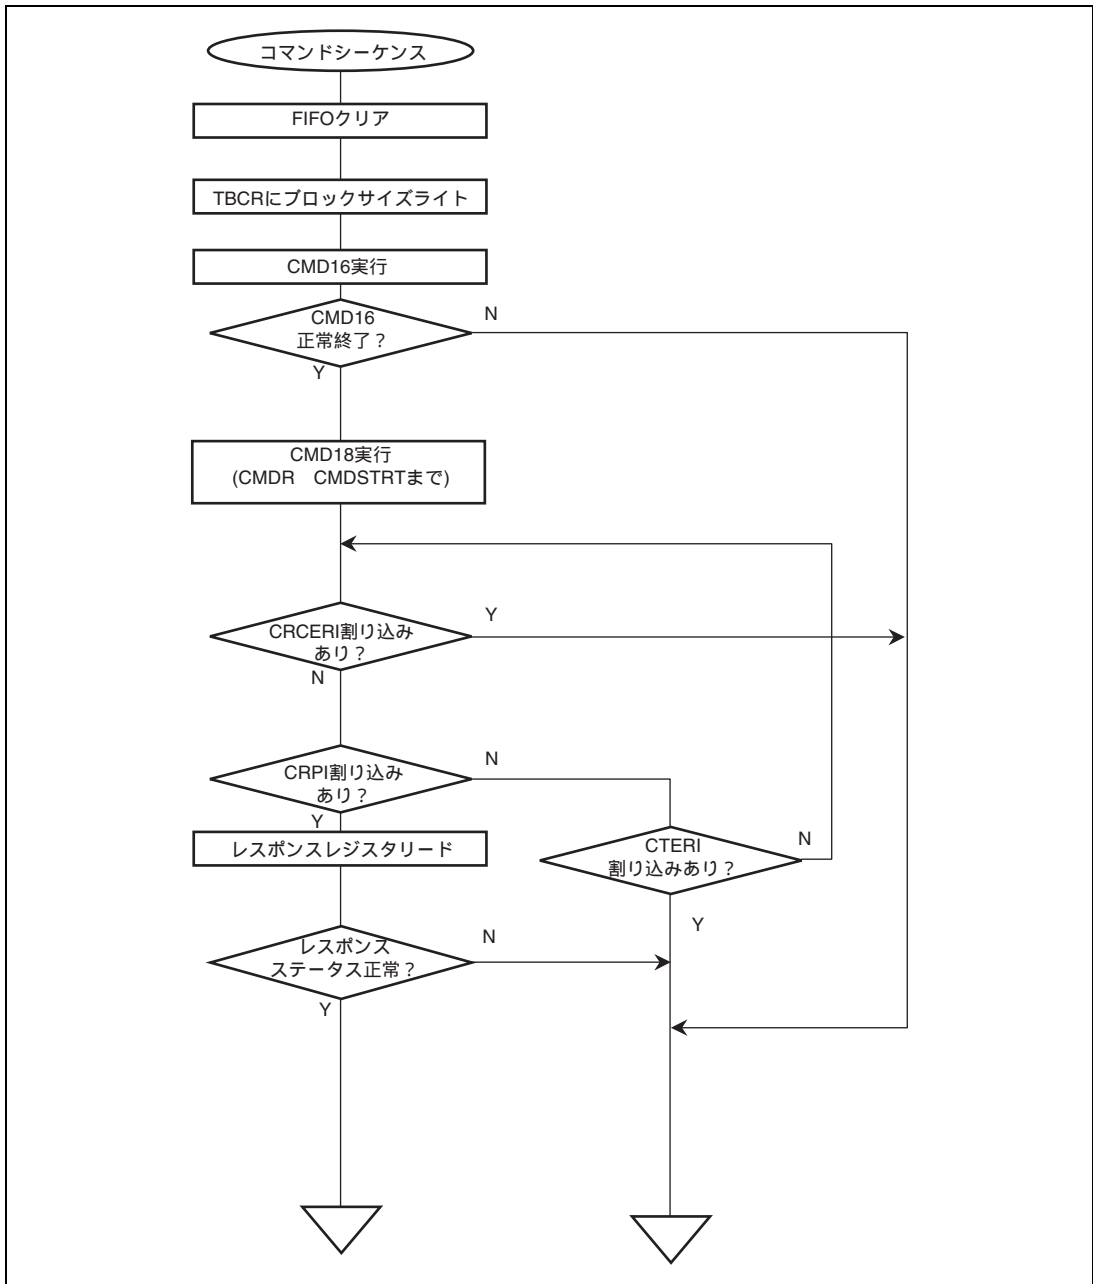 コマンドシーケンス
FIFOクリア
TBCRにブロックサイズライト
CMD16実行
CMD16
正常終了？
N
Y
CMD18実行
(CMDR　CMDSTRTまで)
CRCERI割り込み
あり？
Y
N
CRPI割り込み
あり？
N
Y
レスポンスレジスタリード
CTERI
割り込みあり？
N
Y
レスポンス
ステータス正常？
N
Y